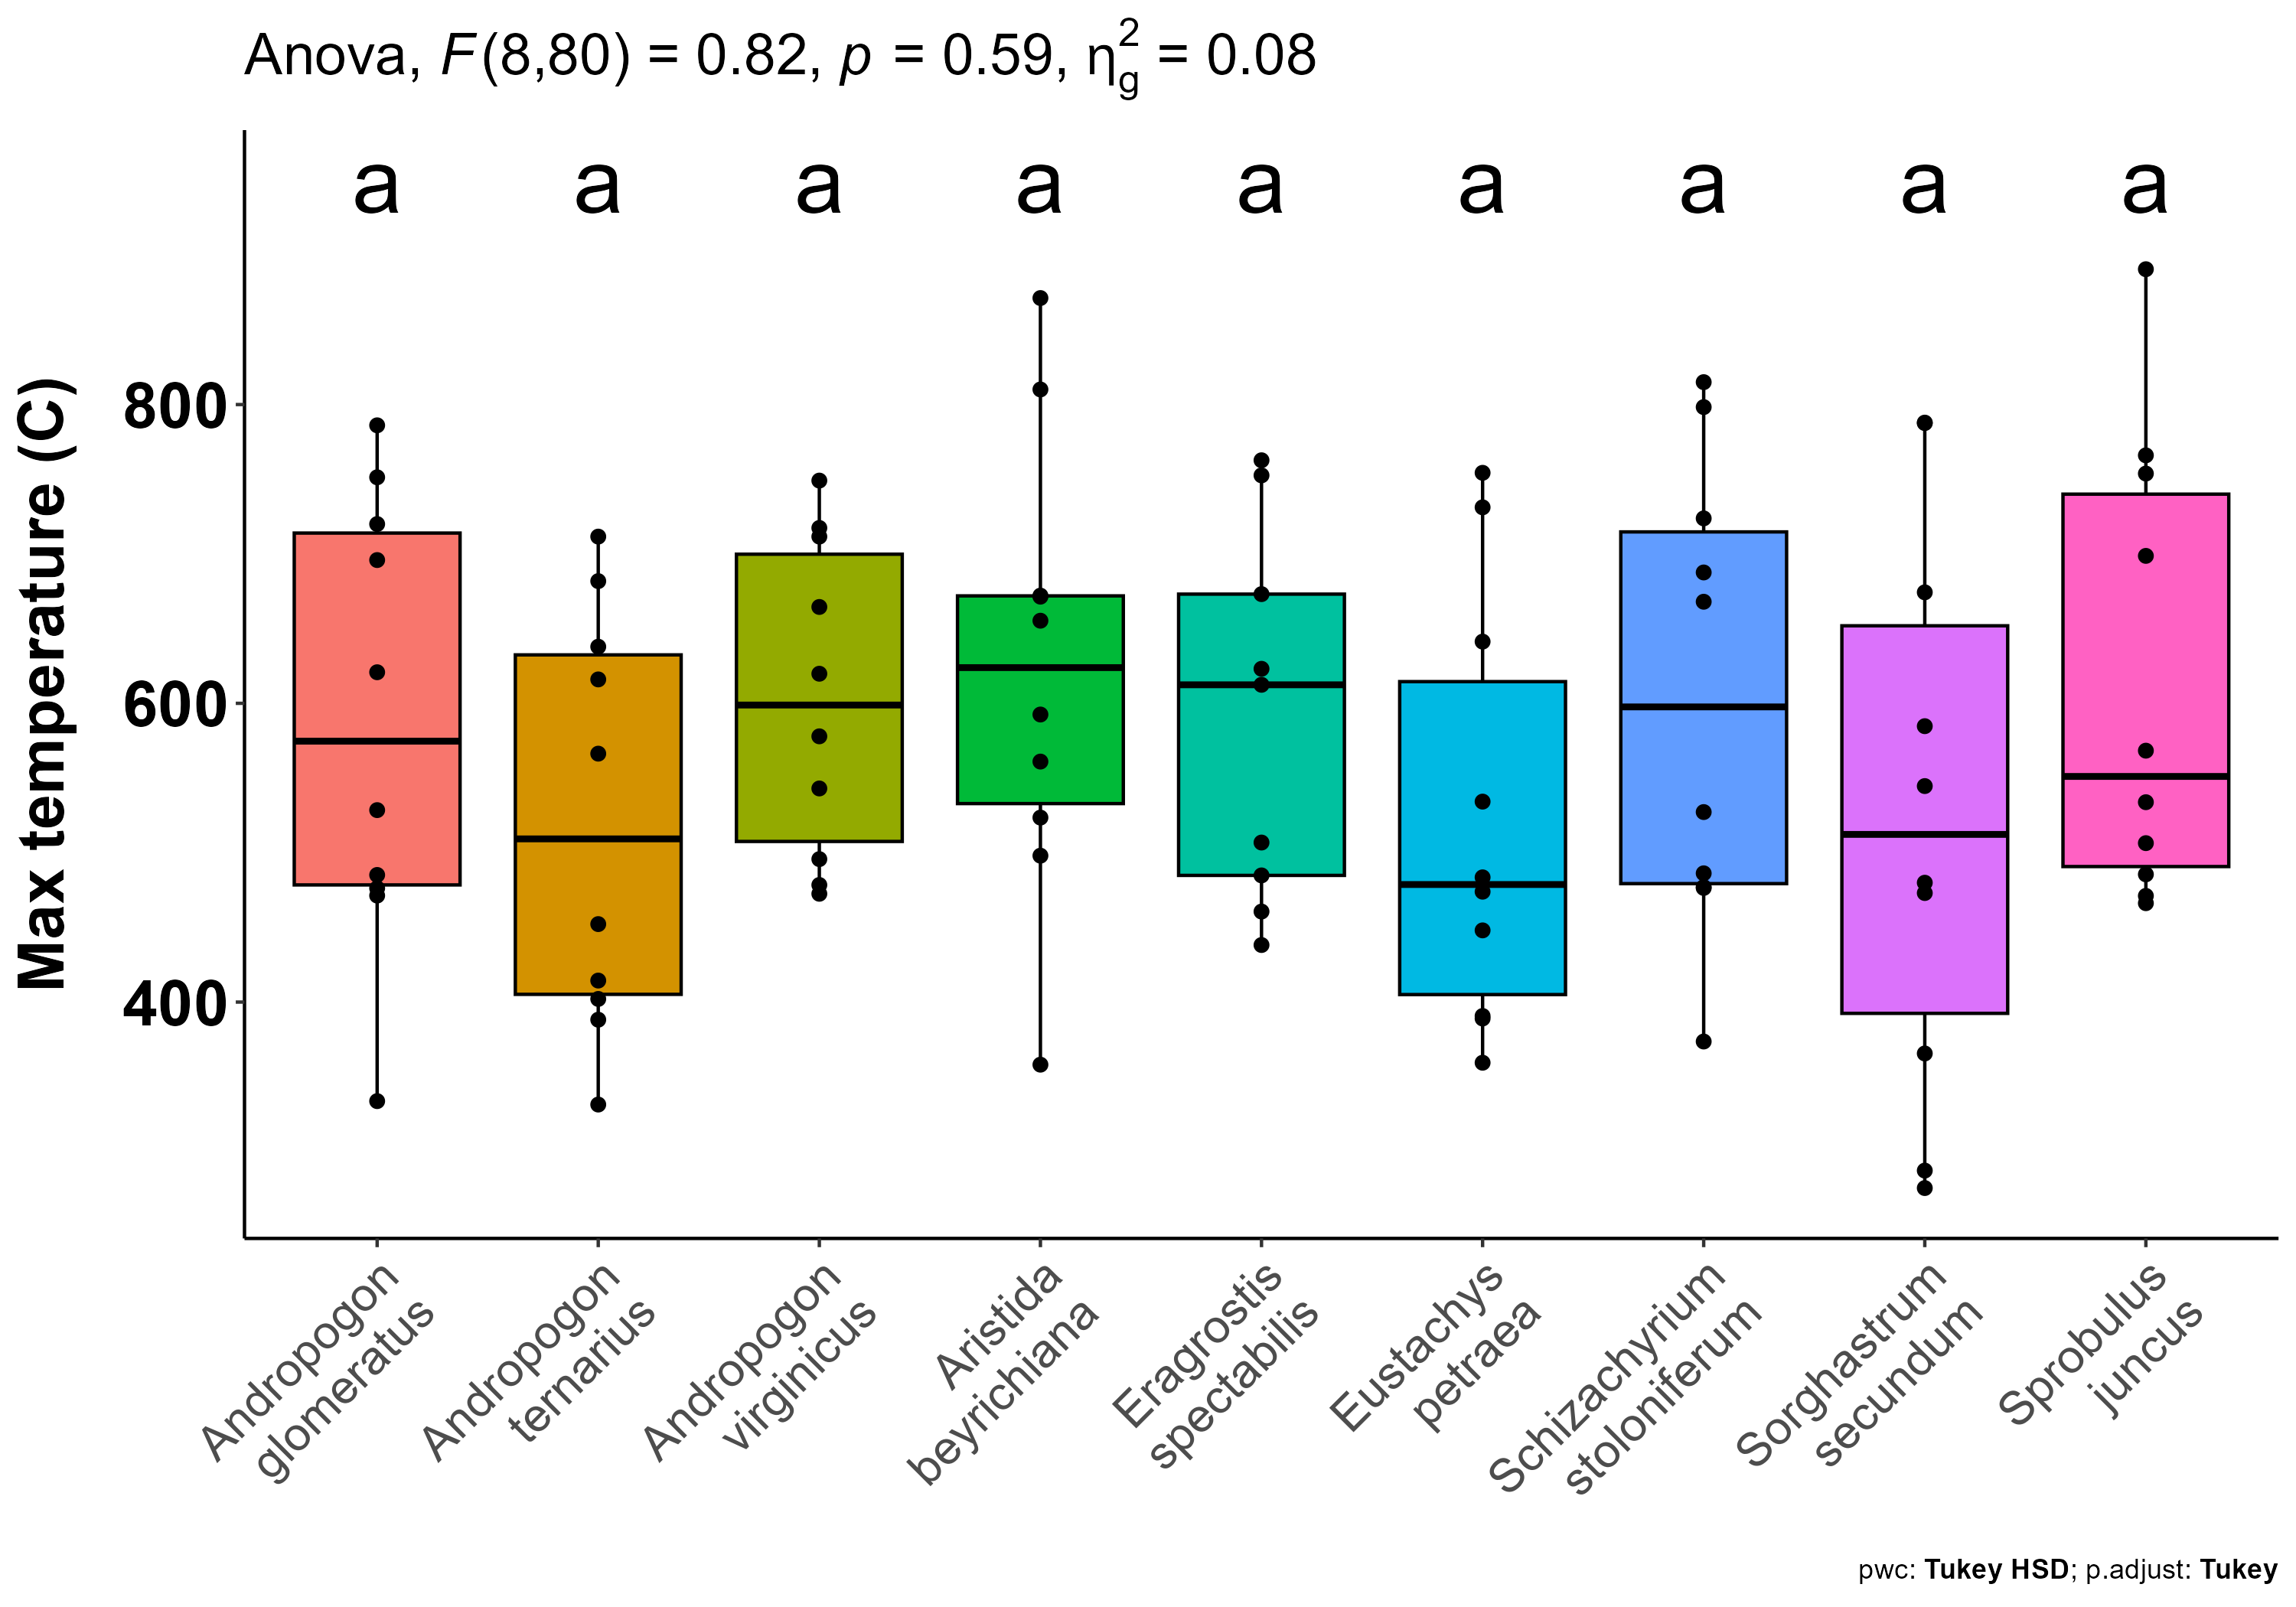 Anova, F(8,80) = 0.82, p = 0.59, η²g = 0.08
a a a a a a a a a
Max temperature (C)
800
600
400
Andropogon
glomeratus
Andropogon
ternarius
Andropogon
virginicus
Aristida
beyrichiana
Eragrostis
spectabilis
Eustachys
petraea
Schizachyrium
stoloniferum
Sorghastrum
secundum
Sprobulus
juncus
pwc: Tukey HSD; p.adjust: Tukey